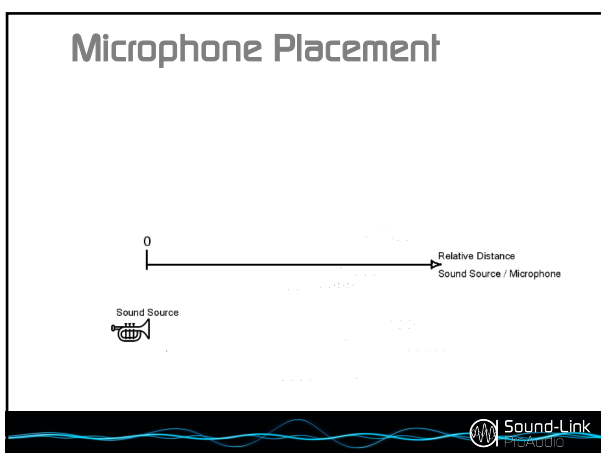 Microphone Placement
0
Relative Distance
Sound Source / Microphone
Sound Source
Sound-Link
ProAudio